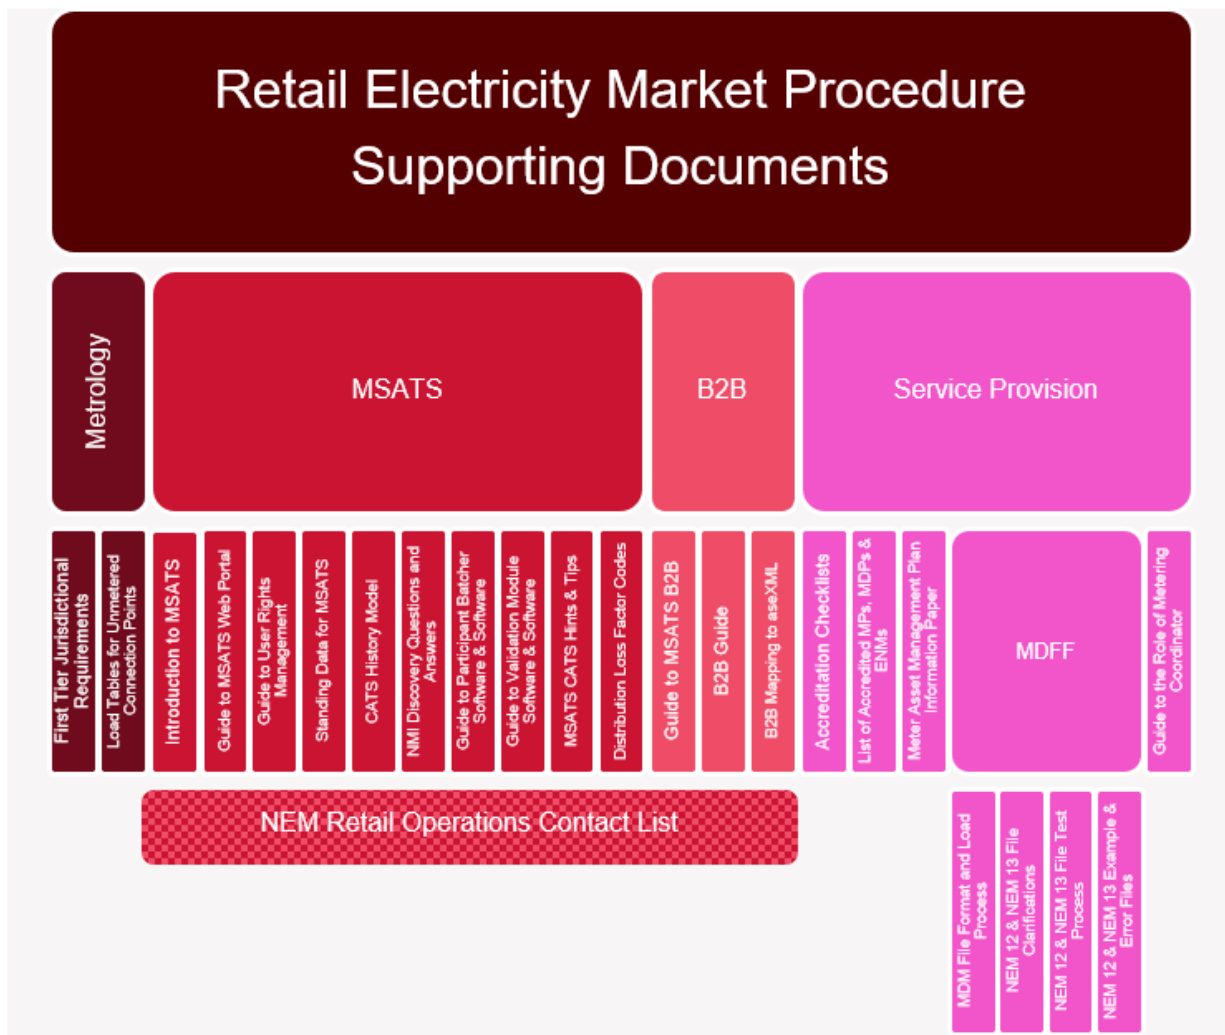 Retail Electricity Market Procedure
Supporting Documents
Metrology
MSATS
B2B
Service Provision
First Tier Jurisdictional
Requirements
Load Tables for Unmetered
Connection Points
Introduction to MSATS
Guide to MSATS Web Portal
Guide to User Rights
Management
Standing Data for MSATS
CATS History Model
NMI Discovery Questions and
Answers
Guide to Participant Batcher
Software & Software
Guide to Validation Module
Software & Software
MSATS CATS Hints & Tips
Distribution Loss Factor Codes
Guide to MSATS B2B
B2B Guide
B2B Mapping to aseXML
Accreditation Checklists
List of Accredited MPs, MDPs &
ENMs
Meter Asset Management Plan
Information Paper
MDFF
Guide to the Role of Metering
Coordinator
NEM Retail Operations Contact List
MDM File Format and Load
Process
NEM 12 & NEM 13 File
Clarifications
NEM 12 & NEM 13 File Test
Process
NEM 12 & NEM 13 Example &
Error Files